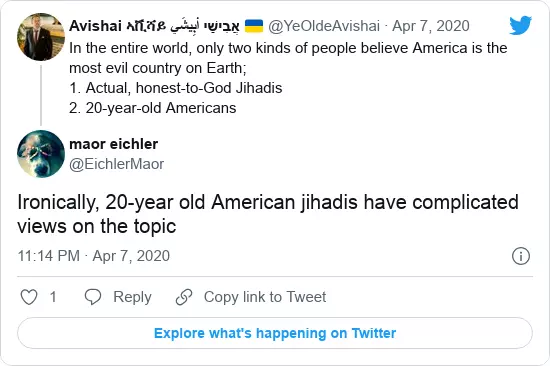 Avishai አቪሻይ أبيشي אֲבִישַׁי 🇺🇦 @YeOldeAvishai · Apr 7, 2020
In the entire world, only two kinds of people believe America is the
most evil country on Earth;
1. Actual, honest-to-God Jihadis
2. 20-year-old Americans
maor eichler
@EichlerMaor
Ironically, 20-year old American jihadis have complicated
views on the topic
11:14 PM · Apr 7, 2020
1 Reply Copy link to Tweet
Explore what's happening on Twitter